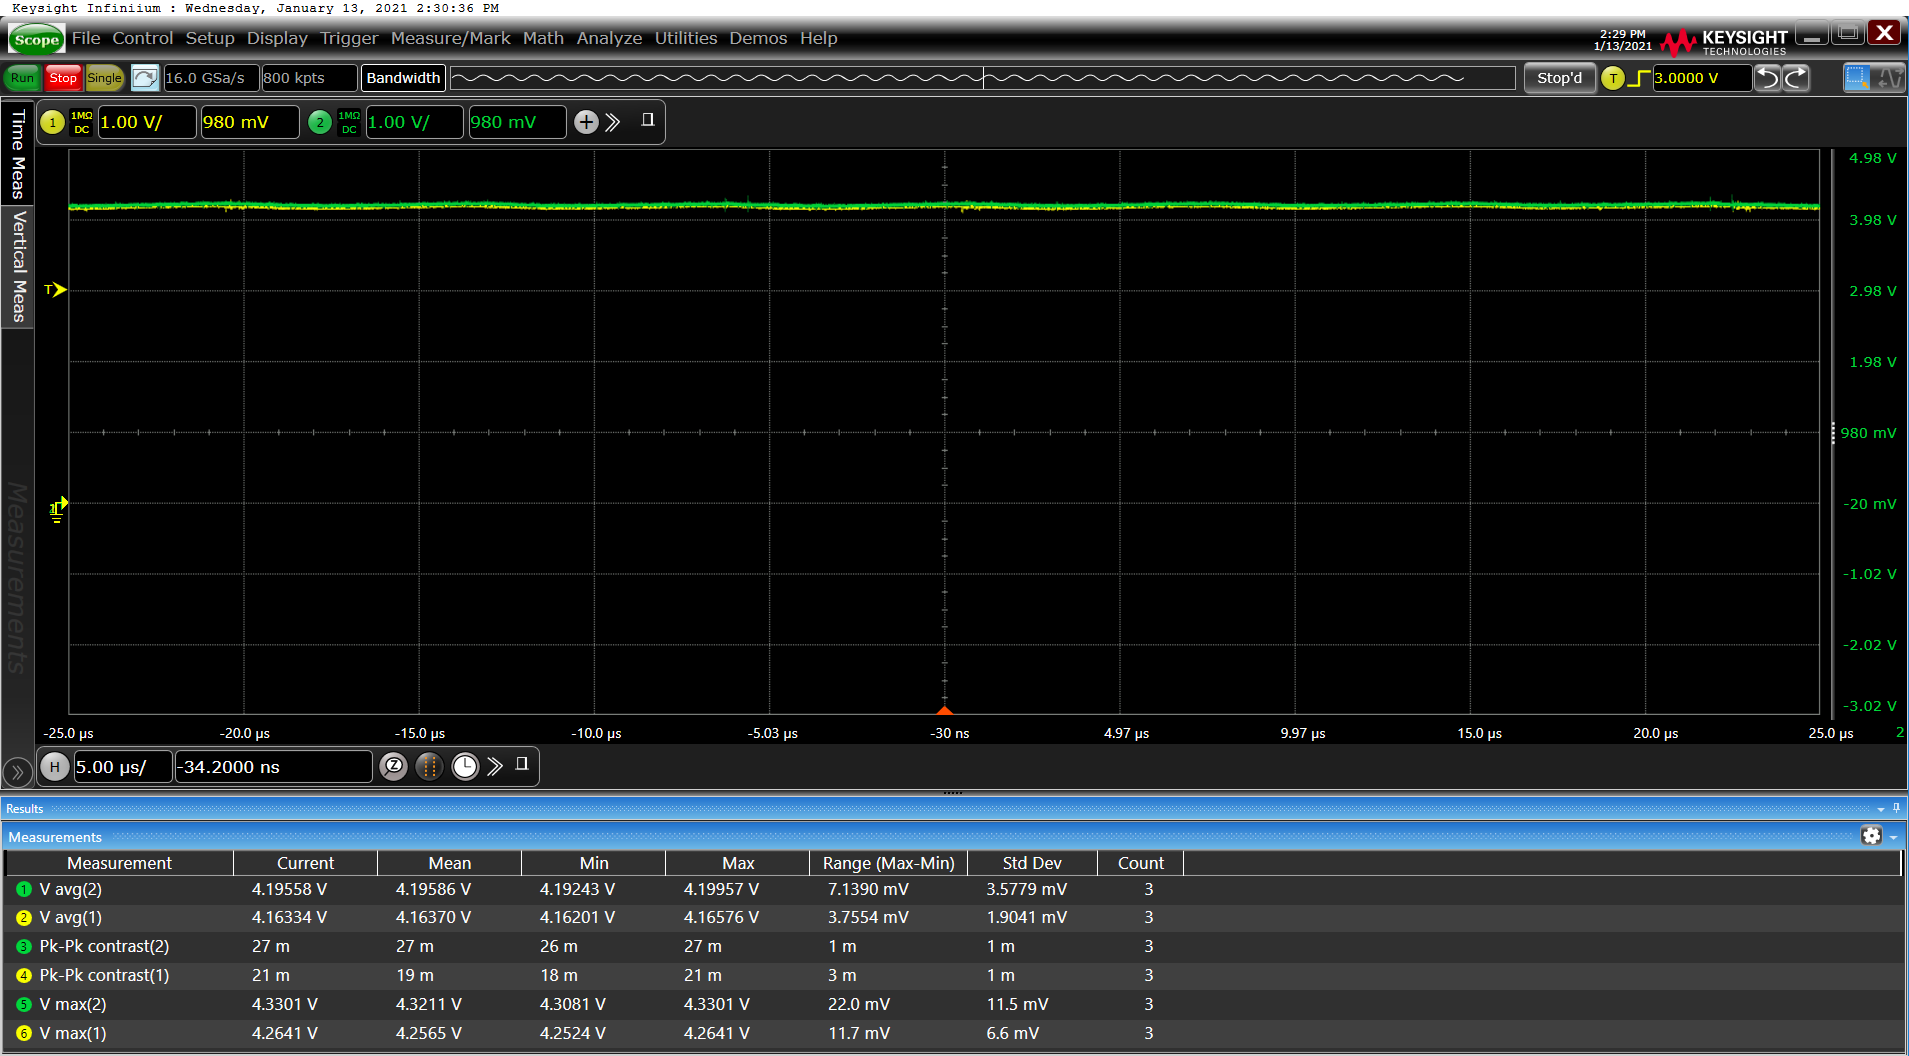 Keysight Infiniium : Wednesday, January 13, 2021 2:30:36 PM
Scope File Control Setup Display Trigger Measure/Mark Math Analyze Utilities Demos Help
2:29 PM
1/13/2021
KEYSIGHT
TECHNOLOGIES
Run Stop Single 16.0 GSa/s 800 kpts Bandwidth Stop'd T 3.0000 V
1 1MΩ DC 1.00 V/ 980 mV 2 1MΩ DC 1.00 V/ 980 mV
Time Meas
Vertical Meas
Measurements
4.98 V
3.98 V
T 2.98 V
1.98 V
980 mV
-20 mV
-1.02 V
-2.02 V
-3.02 V
-25.0 µs -20.0 µs -15.0 µs -10.0 µs -5.03 µs -30 ns 4.97 µs 9.97 µs 15.0 µs 20.0 µs 25.0 µs 2
H 5.00 µs/ -34.2000 ns Z
Results
Measurements
Measurement Current Mean Min Max Range (Max-Min) Std Dev Count
1 V avg(2) 4.19558 V 4.19586 V 4.19243 V 4.19957 V 7.1390 mV 3.5779 mV 3
2 V avg(1) 4.16334 V 4.16370 V 4.16201 V 4.16576 V 3.7554 mV 1.9041 mV 3
3 Pk-Pk contrast(2) 27 m 27 m 26 m 27 m 1 m 1 m 3
4 Pk-Pk contrast(1) 21 m 19 m 18 m 21 m 3 m 1 m 3
5 V max(2) 4.3301 V 4.3211 V 4.3081 V 4.3301 V 22.0 mV 11.5 mV 3
6 V max(1) 4.2641 V 4.2565 V 4.2524 V 4.2641 V 11.7 mV 6.6 mV 3